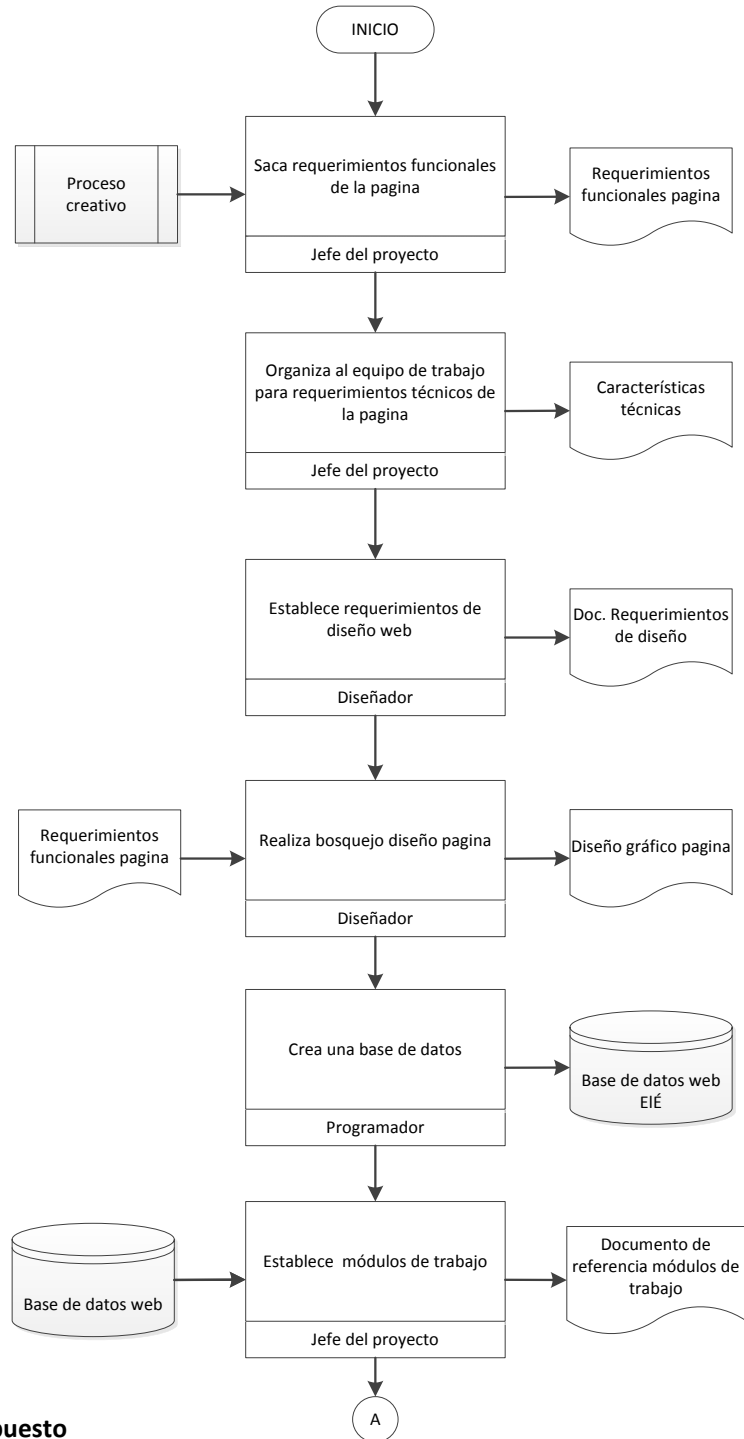 INICIO
Proceso
creativo
Saca requerimientos funcionales
de la pagina
Jefe del proyecto
Requerimientos
funcionales pagina
Organiza al equipo de trabajo
para requerimientos técnicos de
la pagina
Jefe del proyecto
Características
técnicas
Establece requerimientos de
diseño web
Diseñador
Doc. Requerimientos
de diseño
Requerimientos
funcionales pagina
Realiza bosquejo diseño pagina
Diseñador
Diseño gráfico pagina
Crea una base de datos
Programador
Base de datos web
EIÉ
Base de datos web
Establece módulos de trabajo
Jefe del proyecto
Documento de
referencia módulos de
trabajo
A
puesto